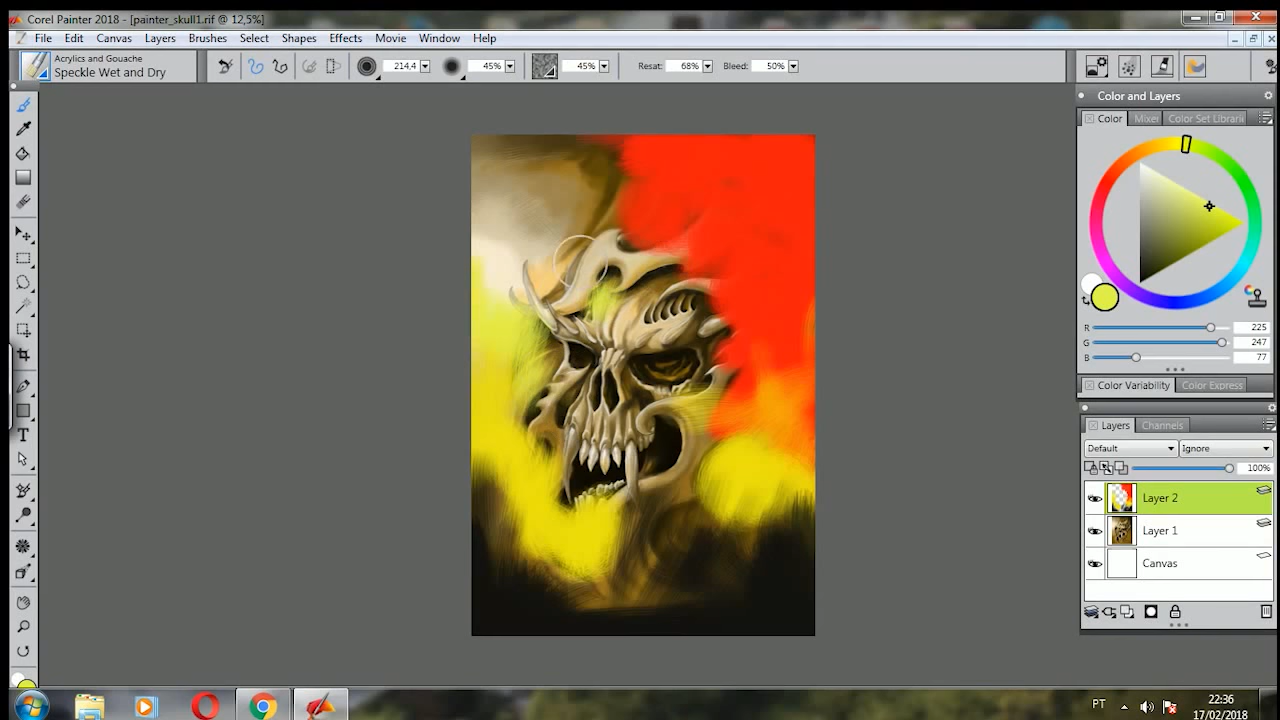 Corel Painter 2018 - [painter_skull1.rif @ 12,5%]
File Edit Canvas Layers Brushes Select Shapes Effects Movie Window Help
Acrylics and Gouache
Speckle Wet and Dry
214,4 45% 45% Resat: 68% Bleed: 50%
Color and Layers
Color Mixer Color Set Librarie
R 225
G 247
B 77
Color Variability Color Express
Layers Channels
Default Ignore
100%
Layer 2
Layer 1
Canvas
T
PT 22:36
17/02/2018